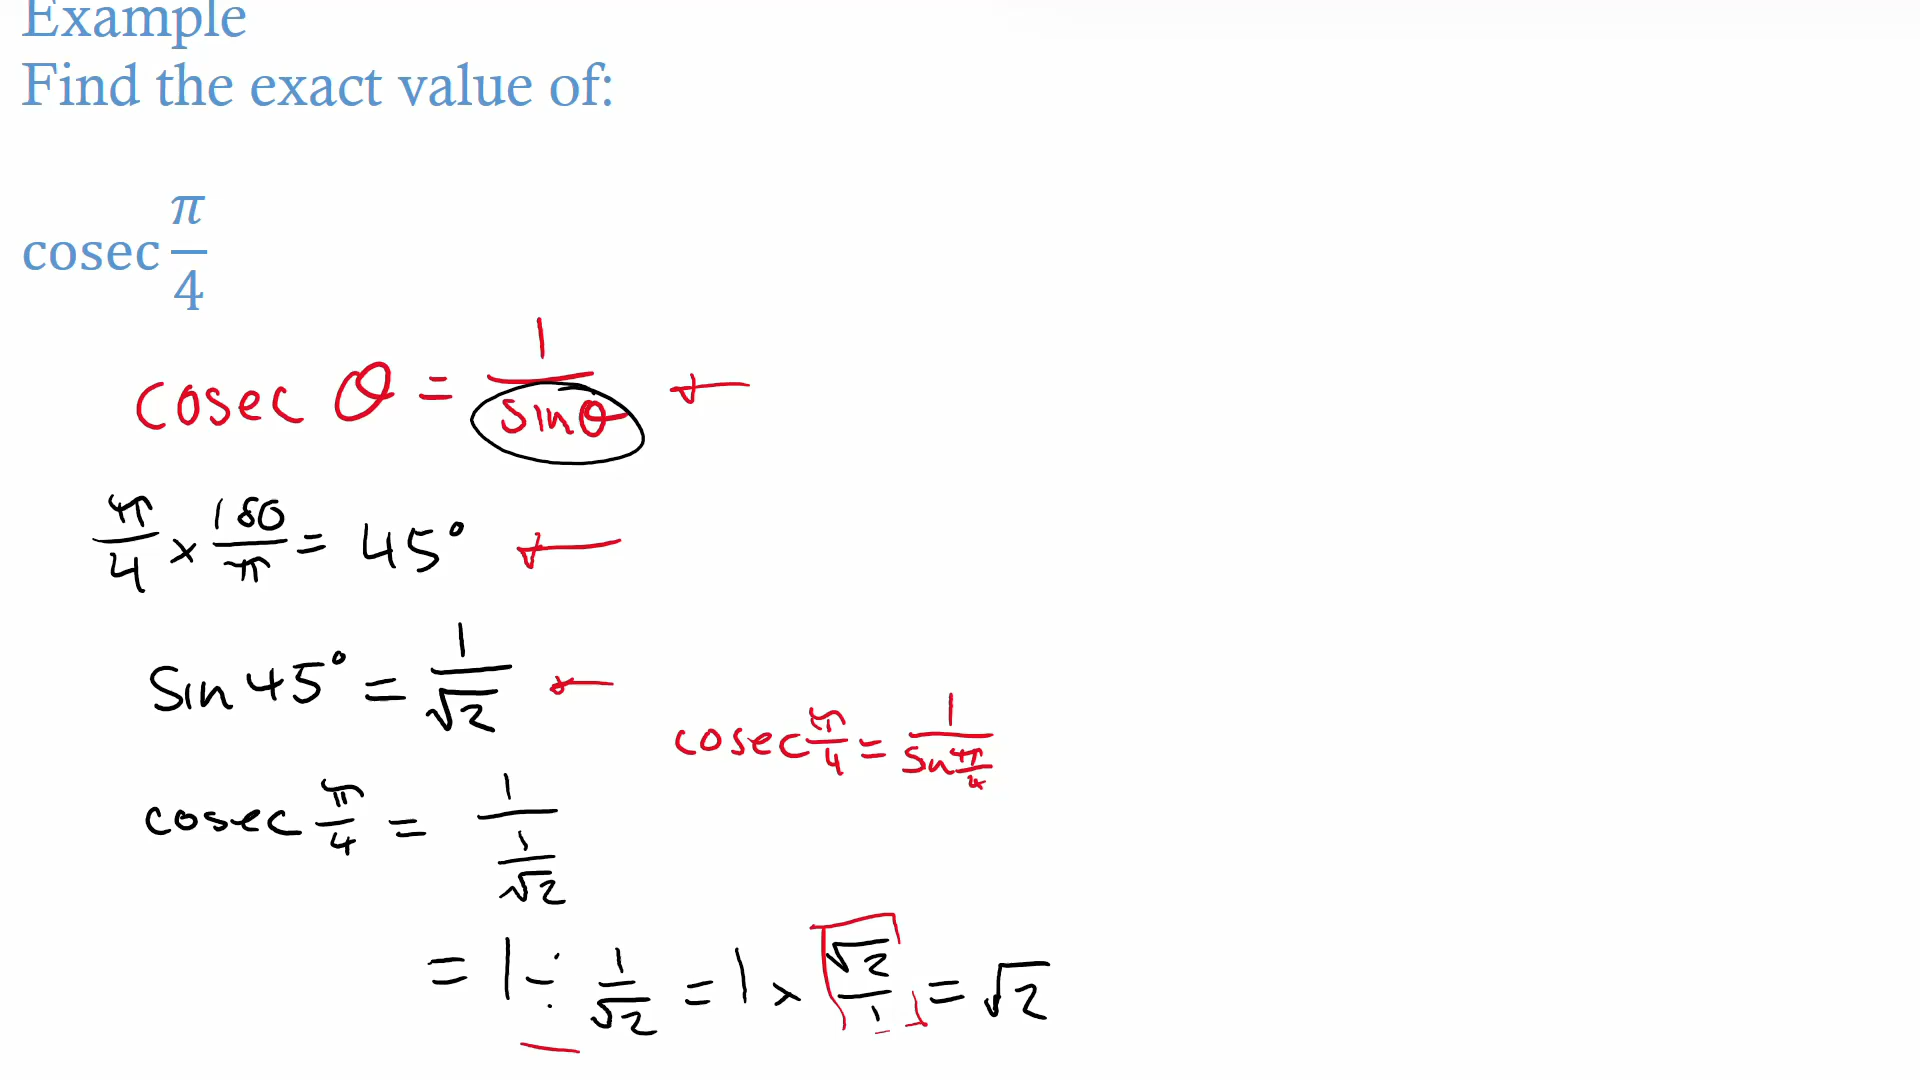 Example
Find the exact value of:
cosec π/4
cosec θ = 1/sinθ
π/4 × 180/π = 45°
Sin 45° = 1/√2
cosec π/4 = 1/sin π/4
cosec π/4 = 1/(1/√2)
= 1 ÷ 1/√2 = 1 × √2/1 = √2